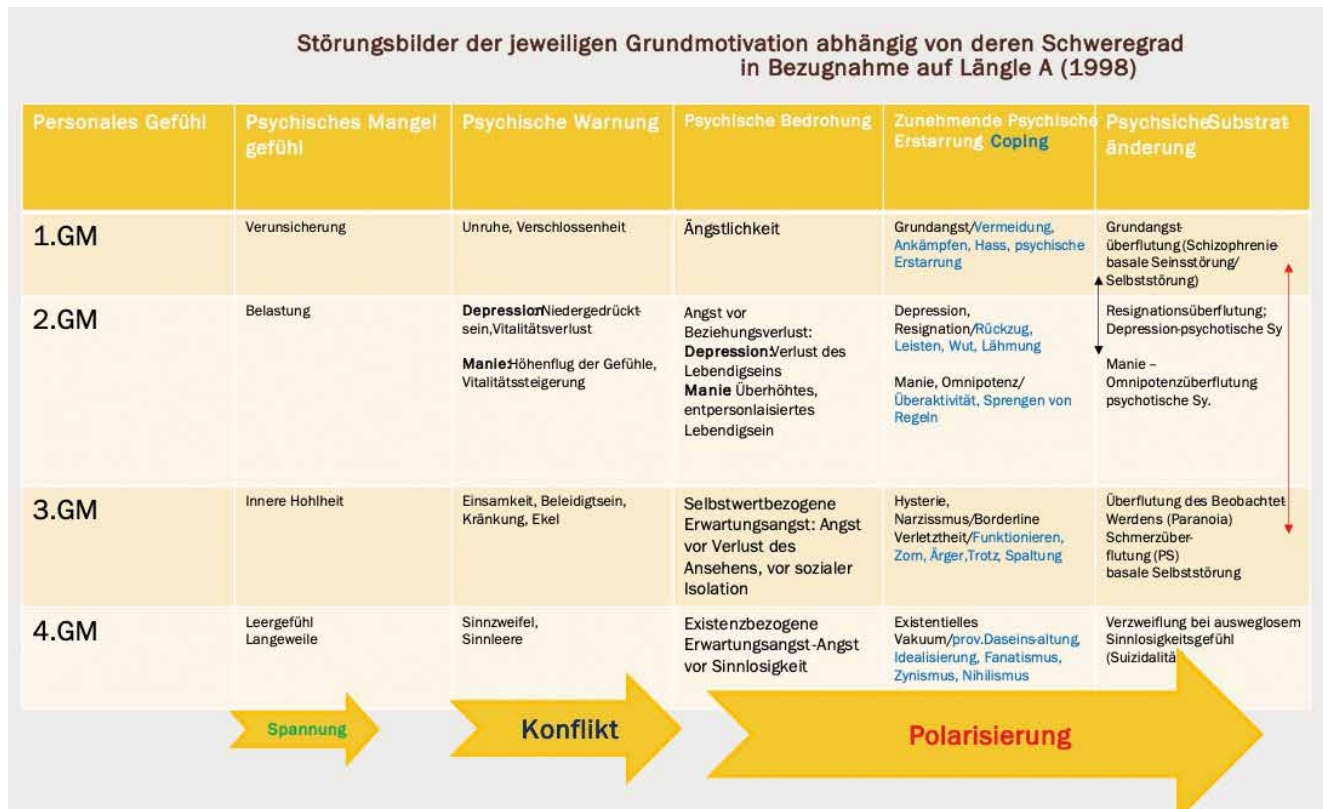 Störungsbilder der jeweiligen Grundmotivation abhängig von deren Schweregrad
in Bezugnahme auf Längle A (1998)
Personales Gefühl
Psychisches Mangel
gefühl
Psychische Warnung
Psychische Bedrohung
Zunehmende Psychische
Erstarrung Coping
PsychsicheSubstrat
änderung
1.GM
Verunsicherung
Unruhe, Verschlossenheit
Ängstlichkeit
Grundangst/Vermeidung,
Ankämpfen, Hass, psychische
Erstarrung
Grundangst-
überflutung (Schizophrenie-
basale Seinsstörung/
Selbststörung)
2.GM
Belastung
Depression:Niedergedrückt-
sein,Vitalitätsverlust
Manie:Höhenflug der Gefühle,
Vitalitätssteigerung
Angst vor
Beziehungsverlust:
Depression:Verlust des
Lebendigseins
Manie Überhöhtes,
entpersonlaisiertes
Lebendigsein
Depression,
Resignation/Rückzug,
Leisten, Wut, Lähmung
Manie, Omnipotenz/
Überaktivität, Sprengen von
Regeln
Resignationsüberflutung;
Depression-psychotische Sy
Manie –
Omnipotenzüberflutung
psychotische Sy.
3.GM
Innere Hohlheit
Einsamkeit, Beleidigtsein,
Kränkung, Ekel
Selbstwertbezogene
Erwartungsangst: Angst
vor Verlust des
Ansehens, vor sozialer
Isolation
Hysterie,
Narzissmus/Borderline
Verletztheit/Funktionieren,
Zorn, Ärger,Trotz, Spaltung
Überflutung des Beobachtet-
Werdens (Paranoia)
Schmerzüber-
flutung (PS)
basale Selbststörung
4.GM
Leergefühl
Langeweile
Sinnzweifel,
Sinnleere
Existenzbezogene
Erwartungsangst-Angst
vor Sinnlosigkeit
Existentielles
Vakuum/prov.Daseins-altung,
Idealisierung, Fanatismus,
Zynismus, Nihilismus
Verzweiflung bei ausweglosem
Sinnlosigkeitsgefühl
(Suizidalitä
Spannung
Konflikt
Polarisierung